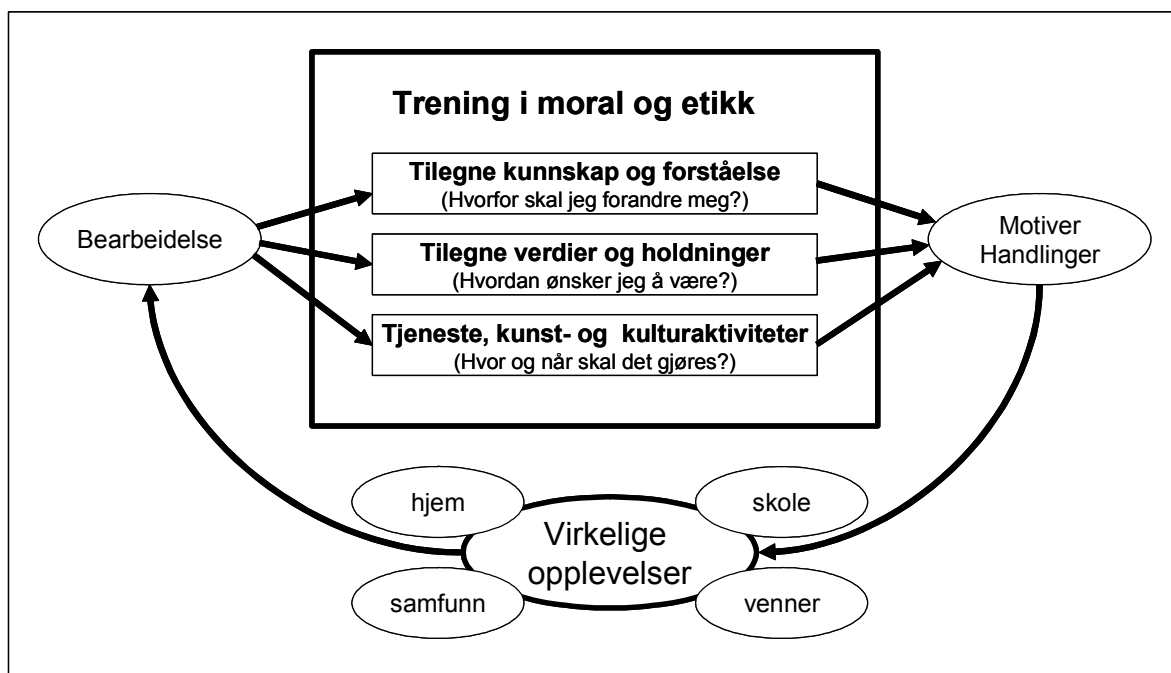 Trening i moral og etikk
Tilegne kunnskap og forståelse
(Hvorfor skal jeg forandre meg?)
Bearbeidelse
Tilegne verdier og holdninger
(Hvordan ønsker jeg å være?)
Motiver
Handlinger
Tjeneste, kunst- og kulturaktiviteter
(Hvor og når skal det gjøres?)
hjem
skole
Virkelige
opplevelser
samfunn
venner